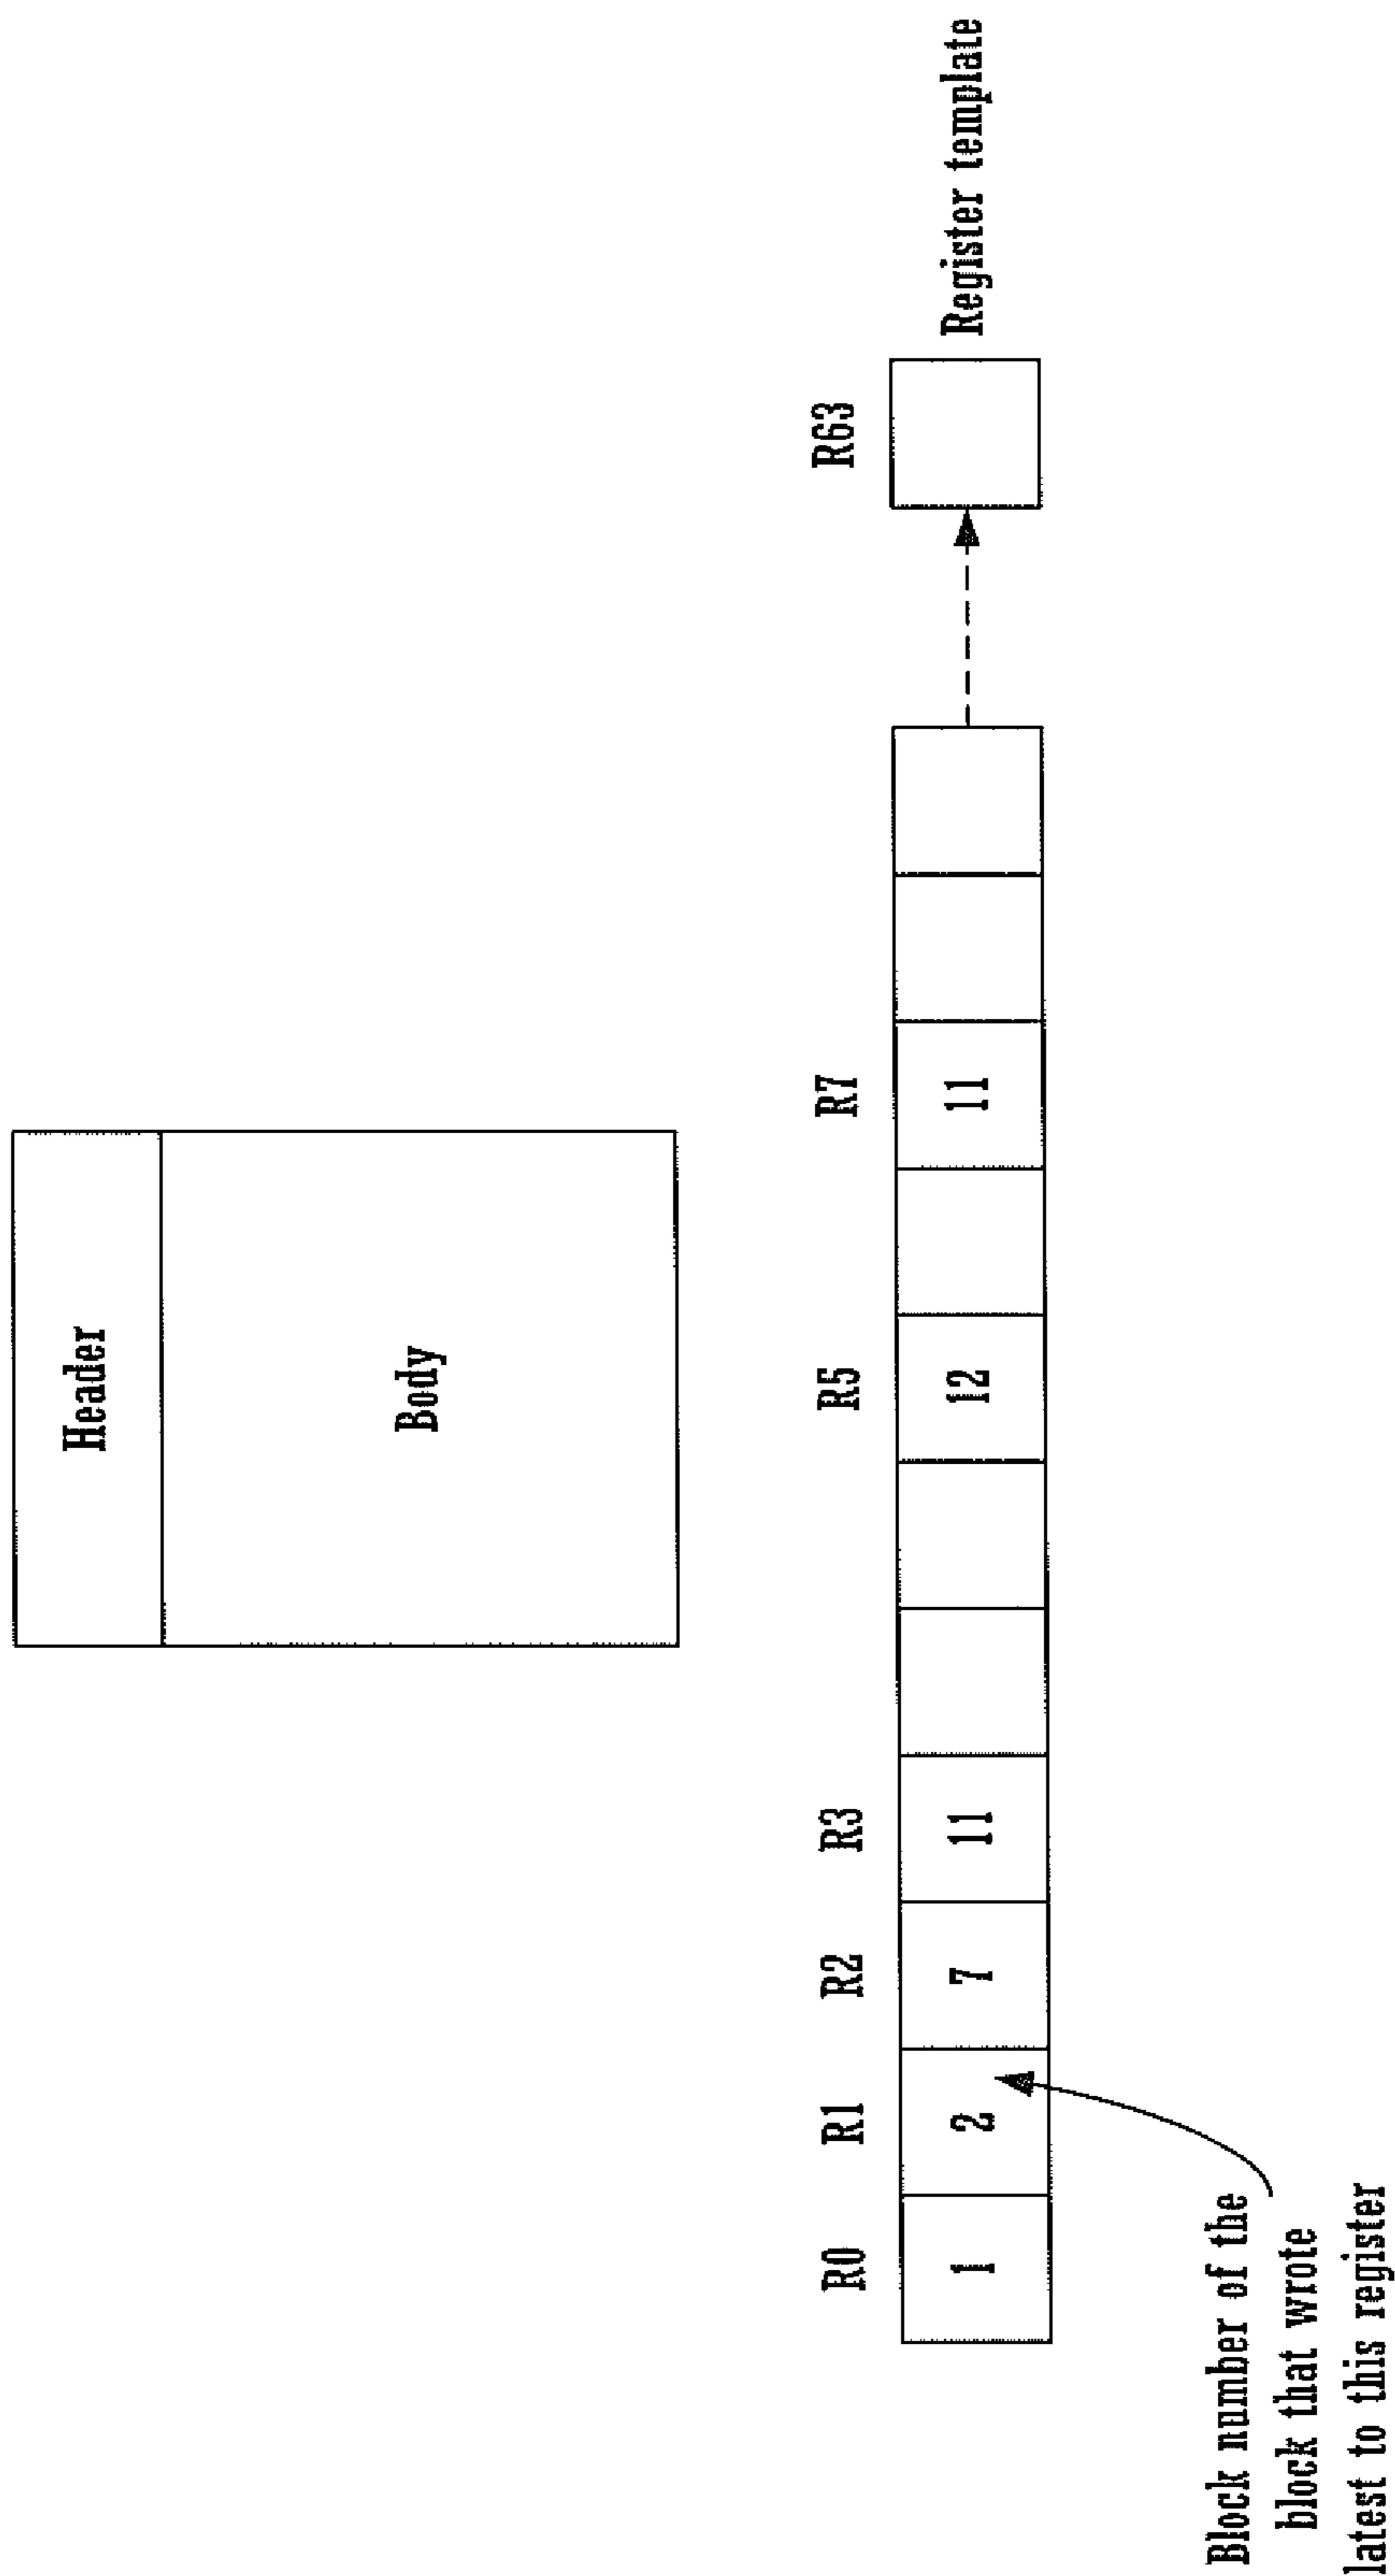 Header
Body
R0 R1 R2 R3 R5 R7 R63
1 2 7 11 12 11 Register template
Block number of the
block that wrote
latest to this register